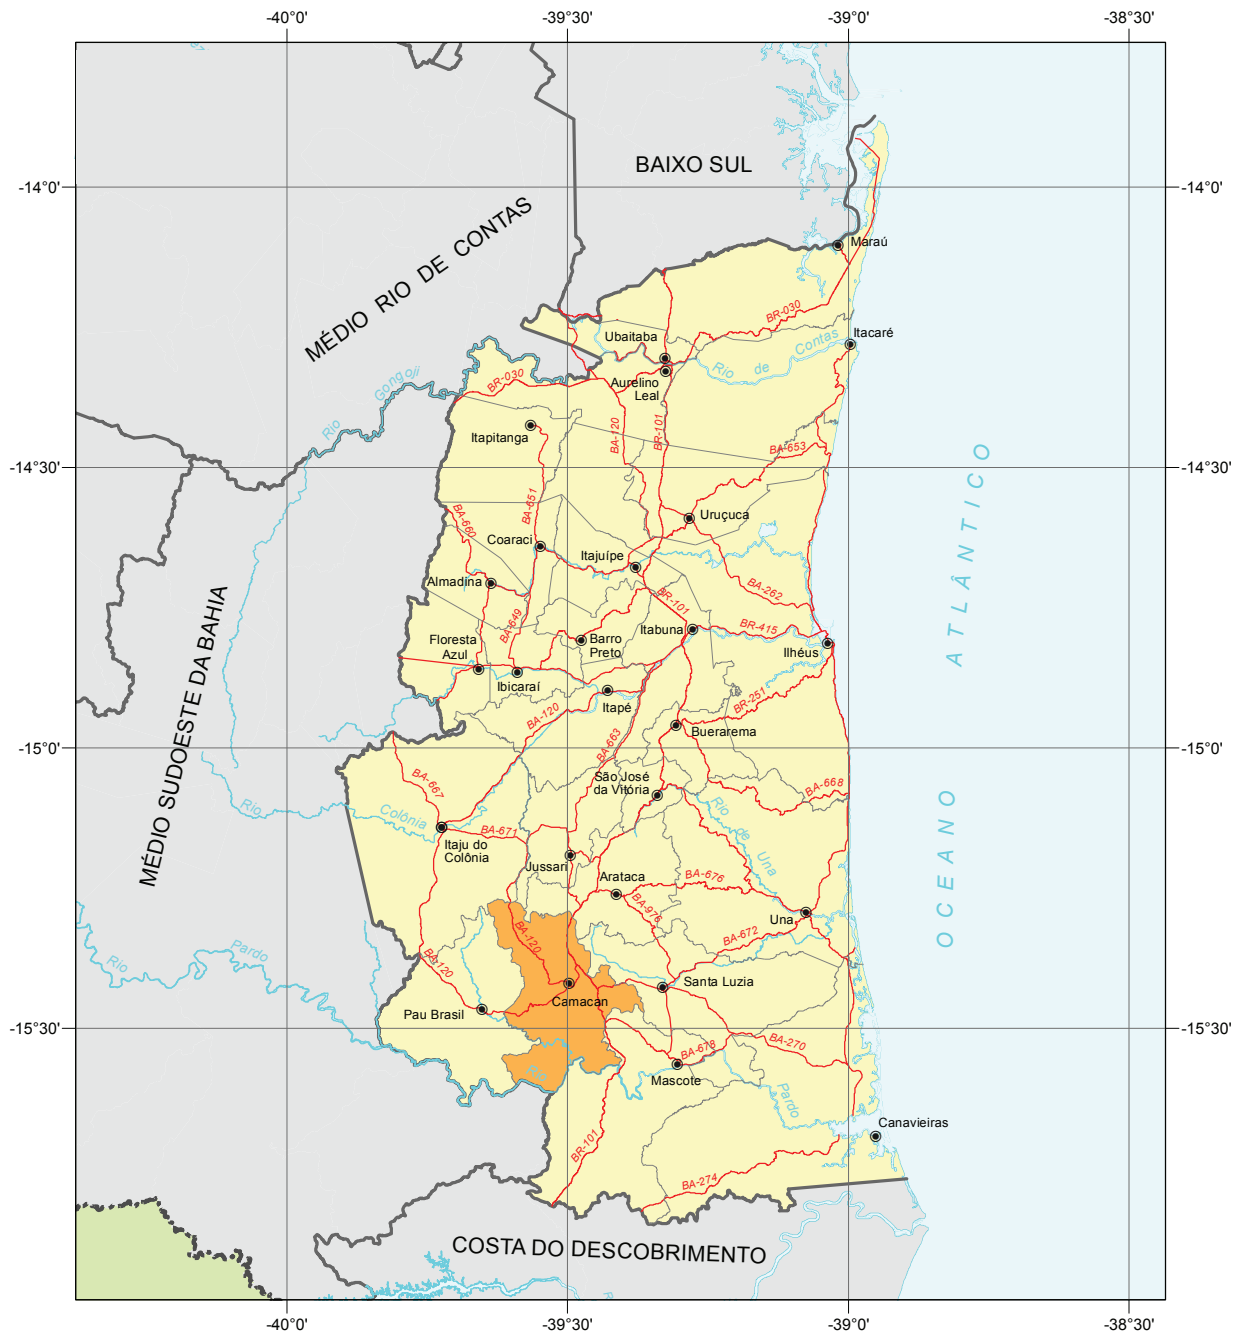 -40°0'
-39°30'
-39°0'
-38°30'
BAIXO SUL
-14°0'
-14°0'
MÉDIO RIO DE CONTAS
Maraú
BR-030
Itacaré
Ubaitaba
Rio de Contas
Aurelino
Leal
BR-030
Rio Gongoji
Itapitanga
BA-120
BR-101
BA-653
-14°30'
-14°30'
BA-651
BA-660
Uruçuca
Coaraci
Itajuípe
Almadina
BA-262
BR-101
BA-649
Itabuna
BR-415
Floresta
Azul
Barro
Preto
Ilhéus
Ibicaraí
Itapé
BR-251
BA-120
Buerarema
BA-663
OCEANO ATLÂNTICO
MÉDIO SUDOESTE DA BAHIA
-15°0'
-15°0'
São José
da Vitória
BA-667
BA-668
Rio Colônia
Rio de Una
BA-671
Itaju do
Colônia
Jussari
Arataca
BA-676
BA-976
Una
BA-672
BA-120
Rio Pardo
BA-120
Santa Luzia
Camacan
Pau Brasil
-15°30'
-15°30'
BA-270
BA-678
Mascote
Rio
Pardo
Canavieiras
BR-101
BA-274
COSTA DO DESCOBRIMENTO
-40°0'
-39°30'
-39°0'
-38°30'